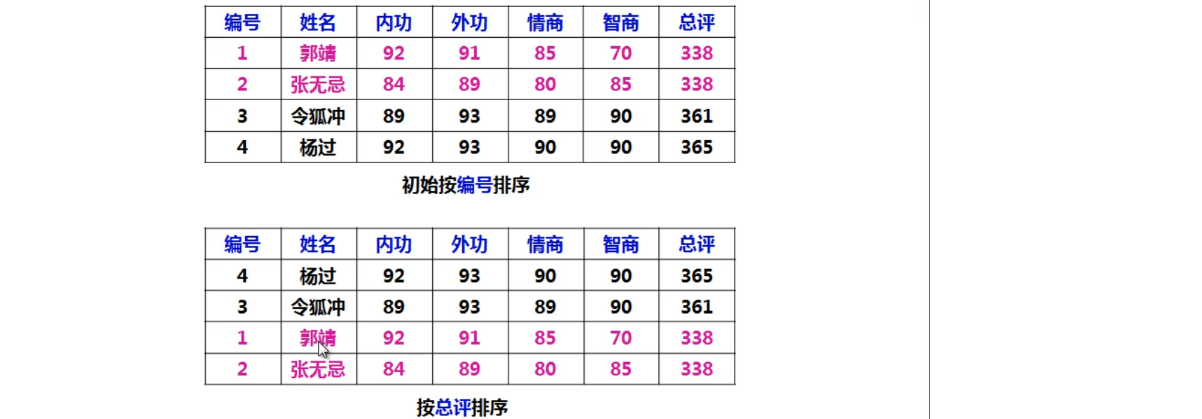 编号 姓名 内功 外功 情商 智商 总评
1 郭靖 92 91 85 70 338
2 张无忌 84 89 80 85 338
3 令狐冲 89 93 89 90 361
4 杨过 92 93 90 90 365
初始按编号排序
编号 姓名 内功 外功 情商 智商 总评
4 杨过 92 93 90 90 365
3 令狐冲 89 93 89 90 361
1 郭靖 92 91 85 70 338
2 张无忌 84 89 80 85 338
按总评排序